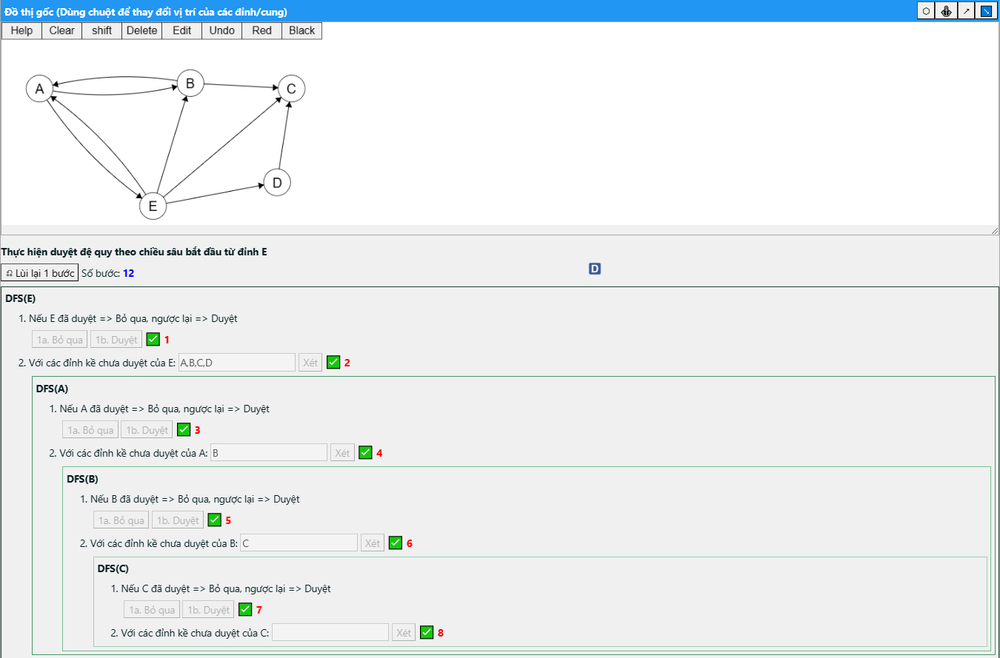 Đồ thị gốc (Dùng chuột để thay đổi vị trí của các đỉnh/cung)
Help Clear shift Delete Edit Undo Red Black
A B C
D
E
Thực hiện duyệt đệ quy theo chiều sâu bắt đầu từ đỉnh E
Lùi lại 1 bước Số bước: 12
D
DFS(E)
1. Nếu E đã duyệt => Bỏ qua, ngược lại => Duyệt
1a. Bỏ qua 1b. Duyệt 1
2. Với các đỉnh kề chưa duyệt của E: A,B,C,D Xét 2
DFS(A)
1. Nếu A đã duyệt => Bỏ qua, ngược lại => Duyệt
1a. Bỏ qua 1b. Duyệt 3
2. Với các đỉnh kề chưa duyệt của A: B Xét 4
DFS(B)
1. Nếu B đã duyệt => Bỏ qua, ngược lại => Duyệt
1a. Bỏ qua 1b. Duyệt 5
2. Với các đỉnh kề chưa duyệt của B: C Xét 6
DFS(C)
1. Nếu C đã duyệt => Bỏ qua, ngược lại => Duyệt
1a. Bỏ qua 1b. Duyệt 7
2. Với các đỉnh kề chưa duyệt của C: Xét 8